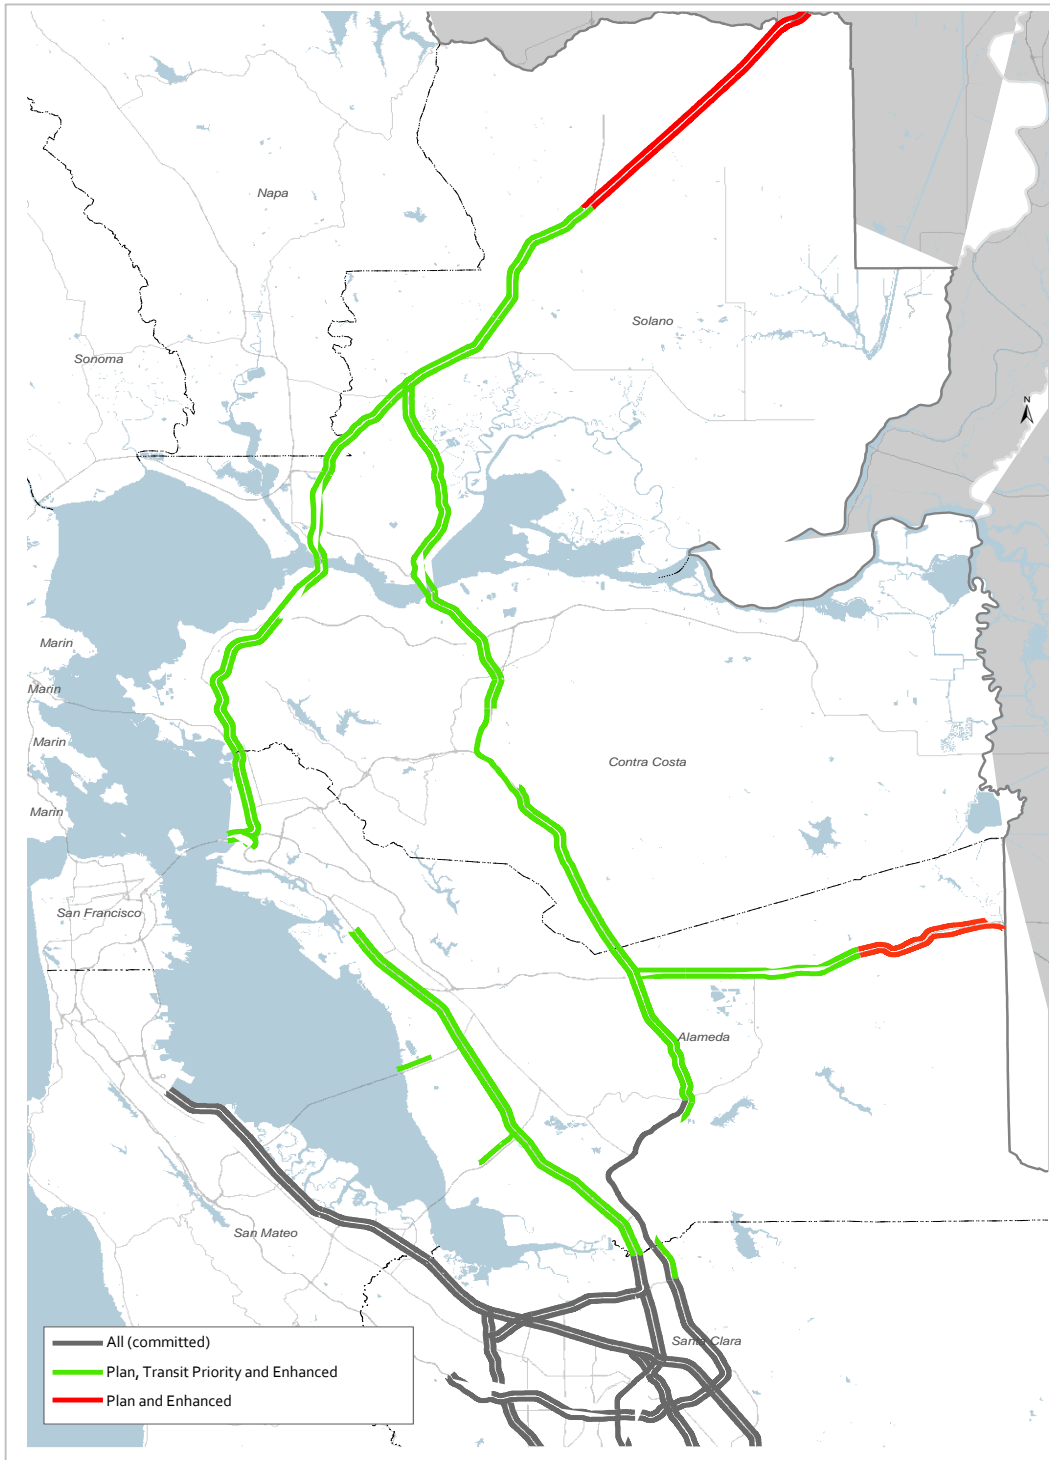 Napa
Solano
Sonoma
N
Marin
Marin
Marin
Contra Costa
Marin
San Francisco
Alameda
San Mateo
Santa Clara
All (committed)
Plan, Transit Priority and Enhanced
Plan and Enhanced